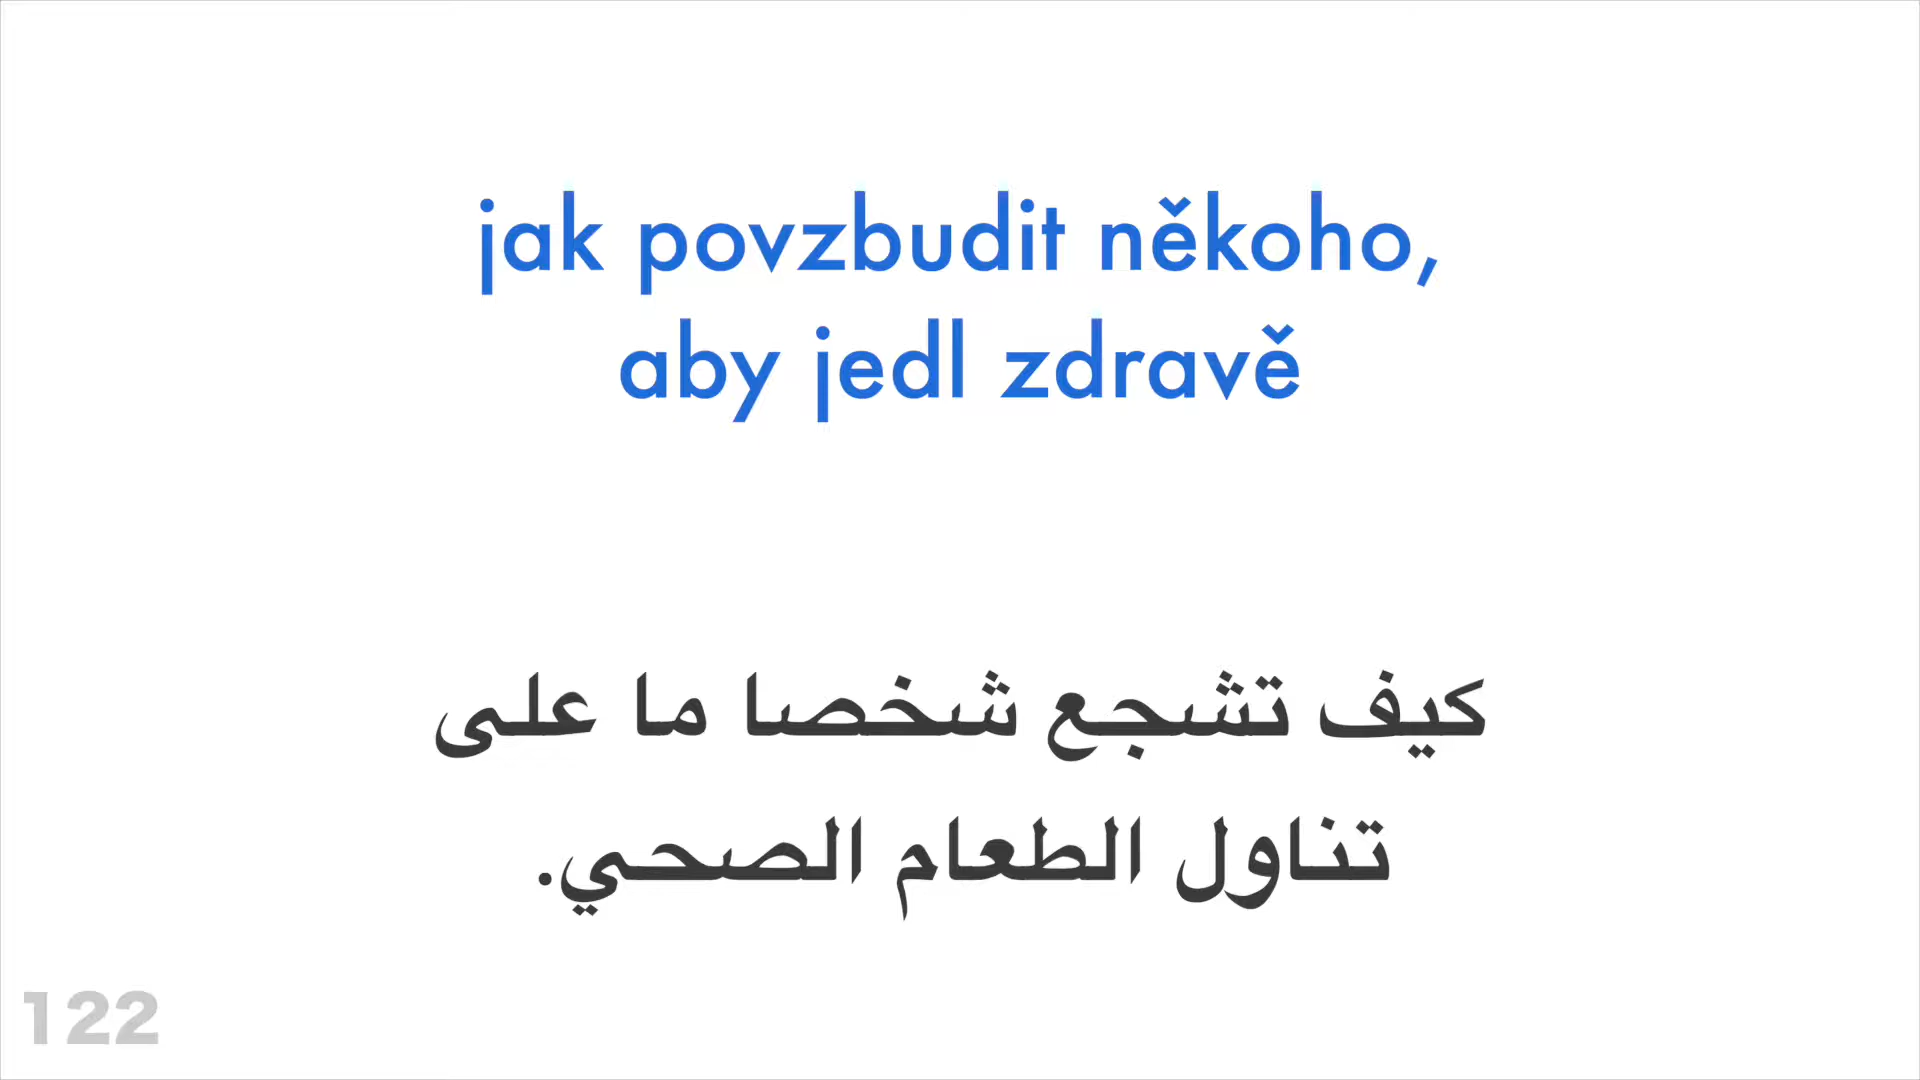 jak povzbudit někoho,
aby jedl zdravě
كيف تشجع شخصا ما على
تناول الطعام الصحي.
122